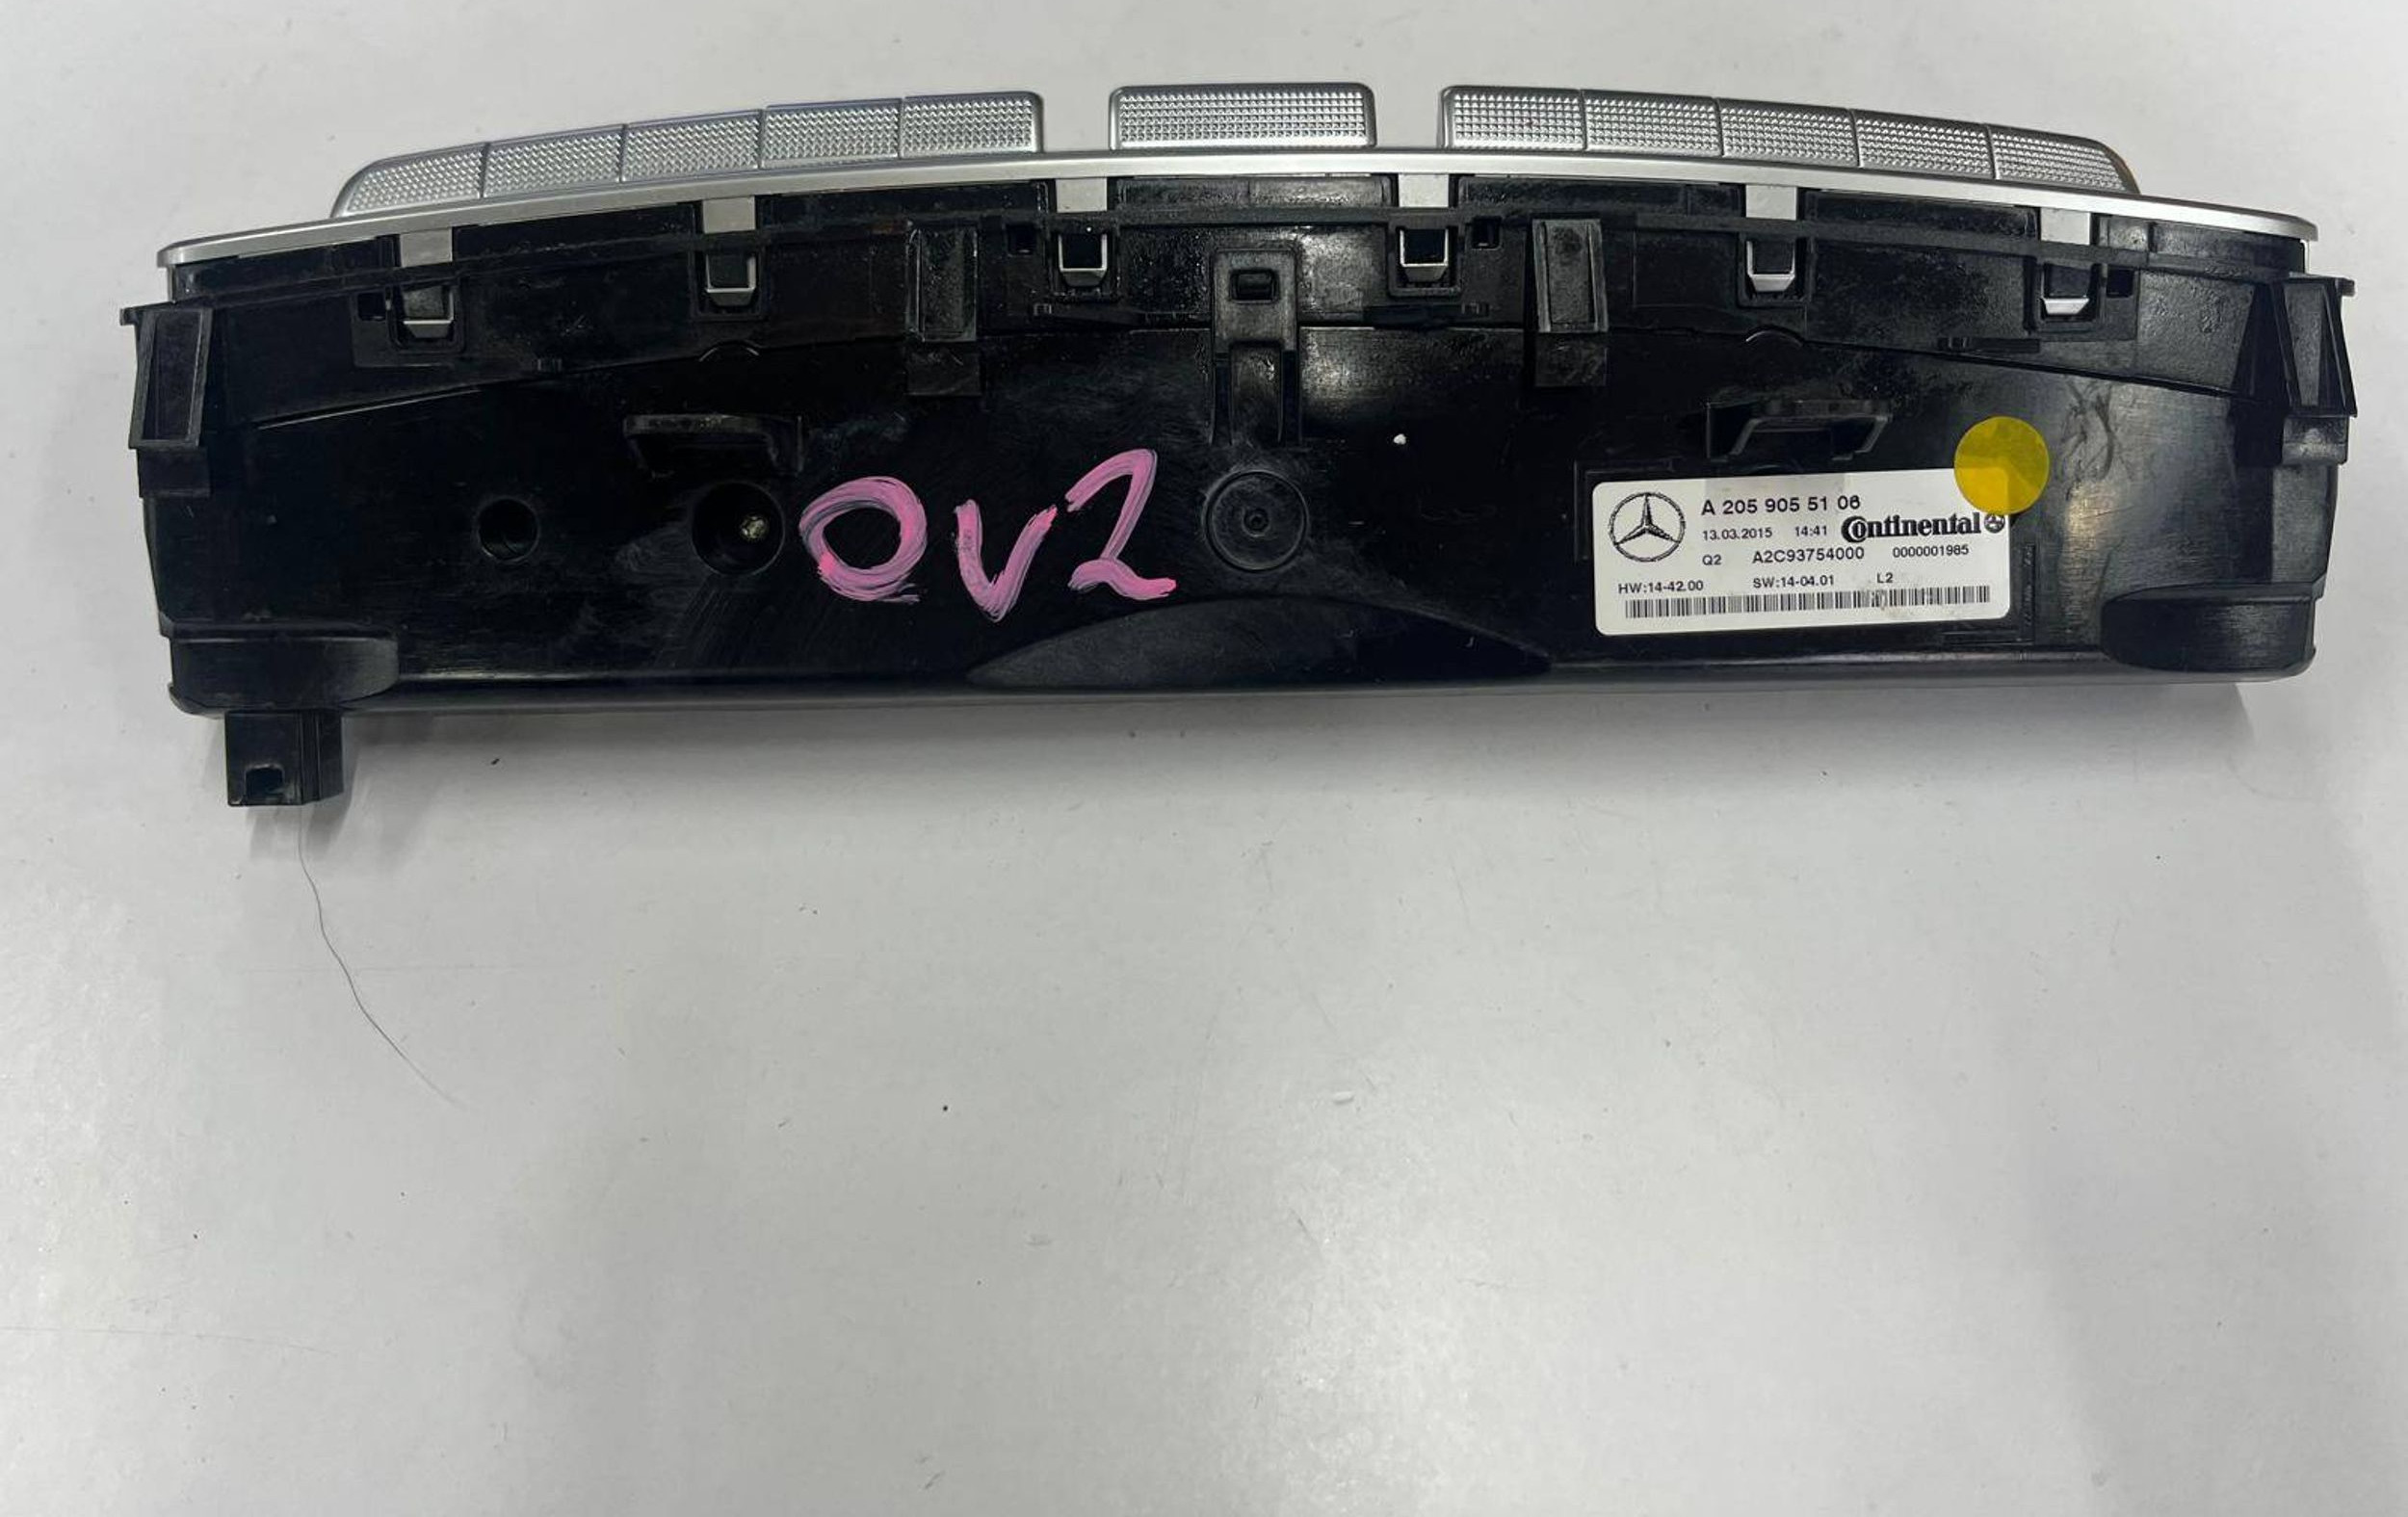 OV2
A 205 905 51 06
13.03.2015 14:41 Continental
Q2 A2C93754000 0000001985
HW:14-42.00 SW:14-04.01 L2